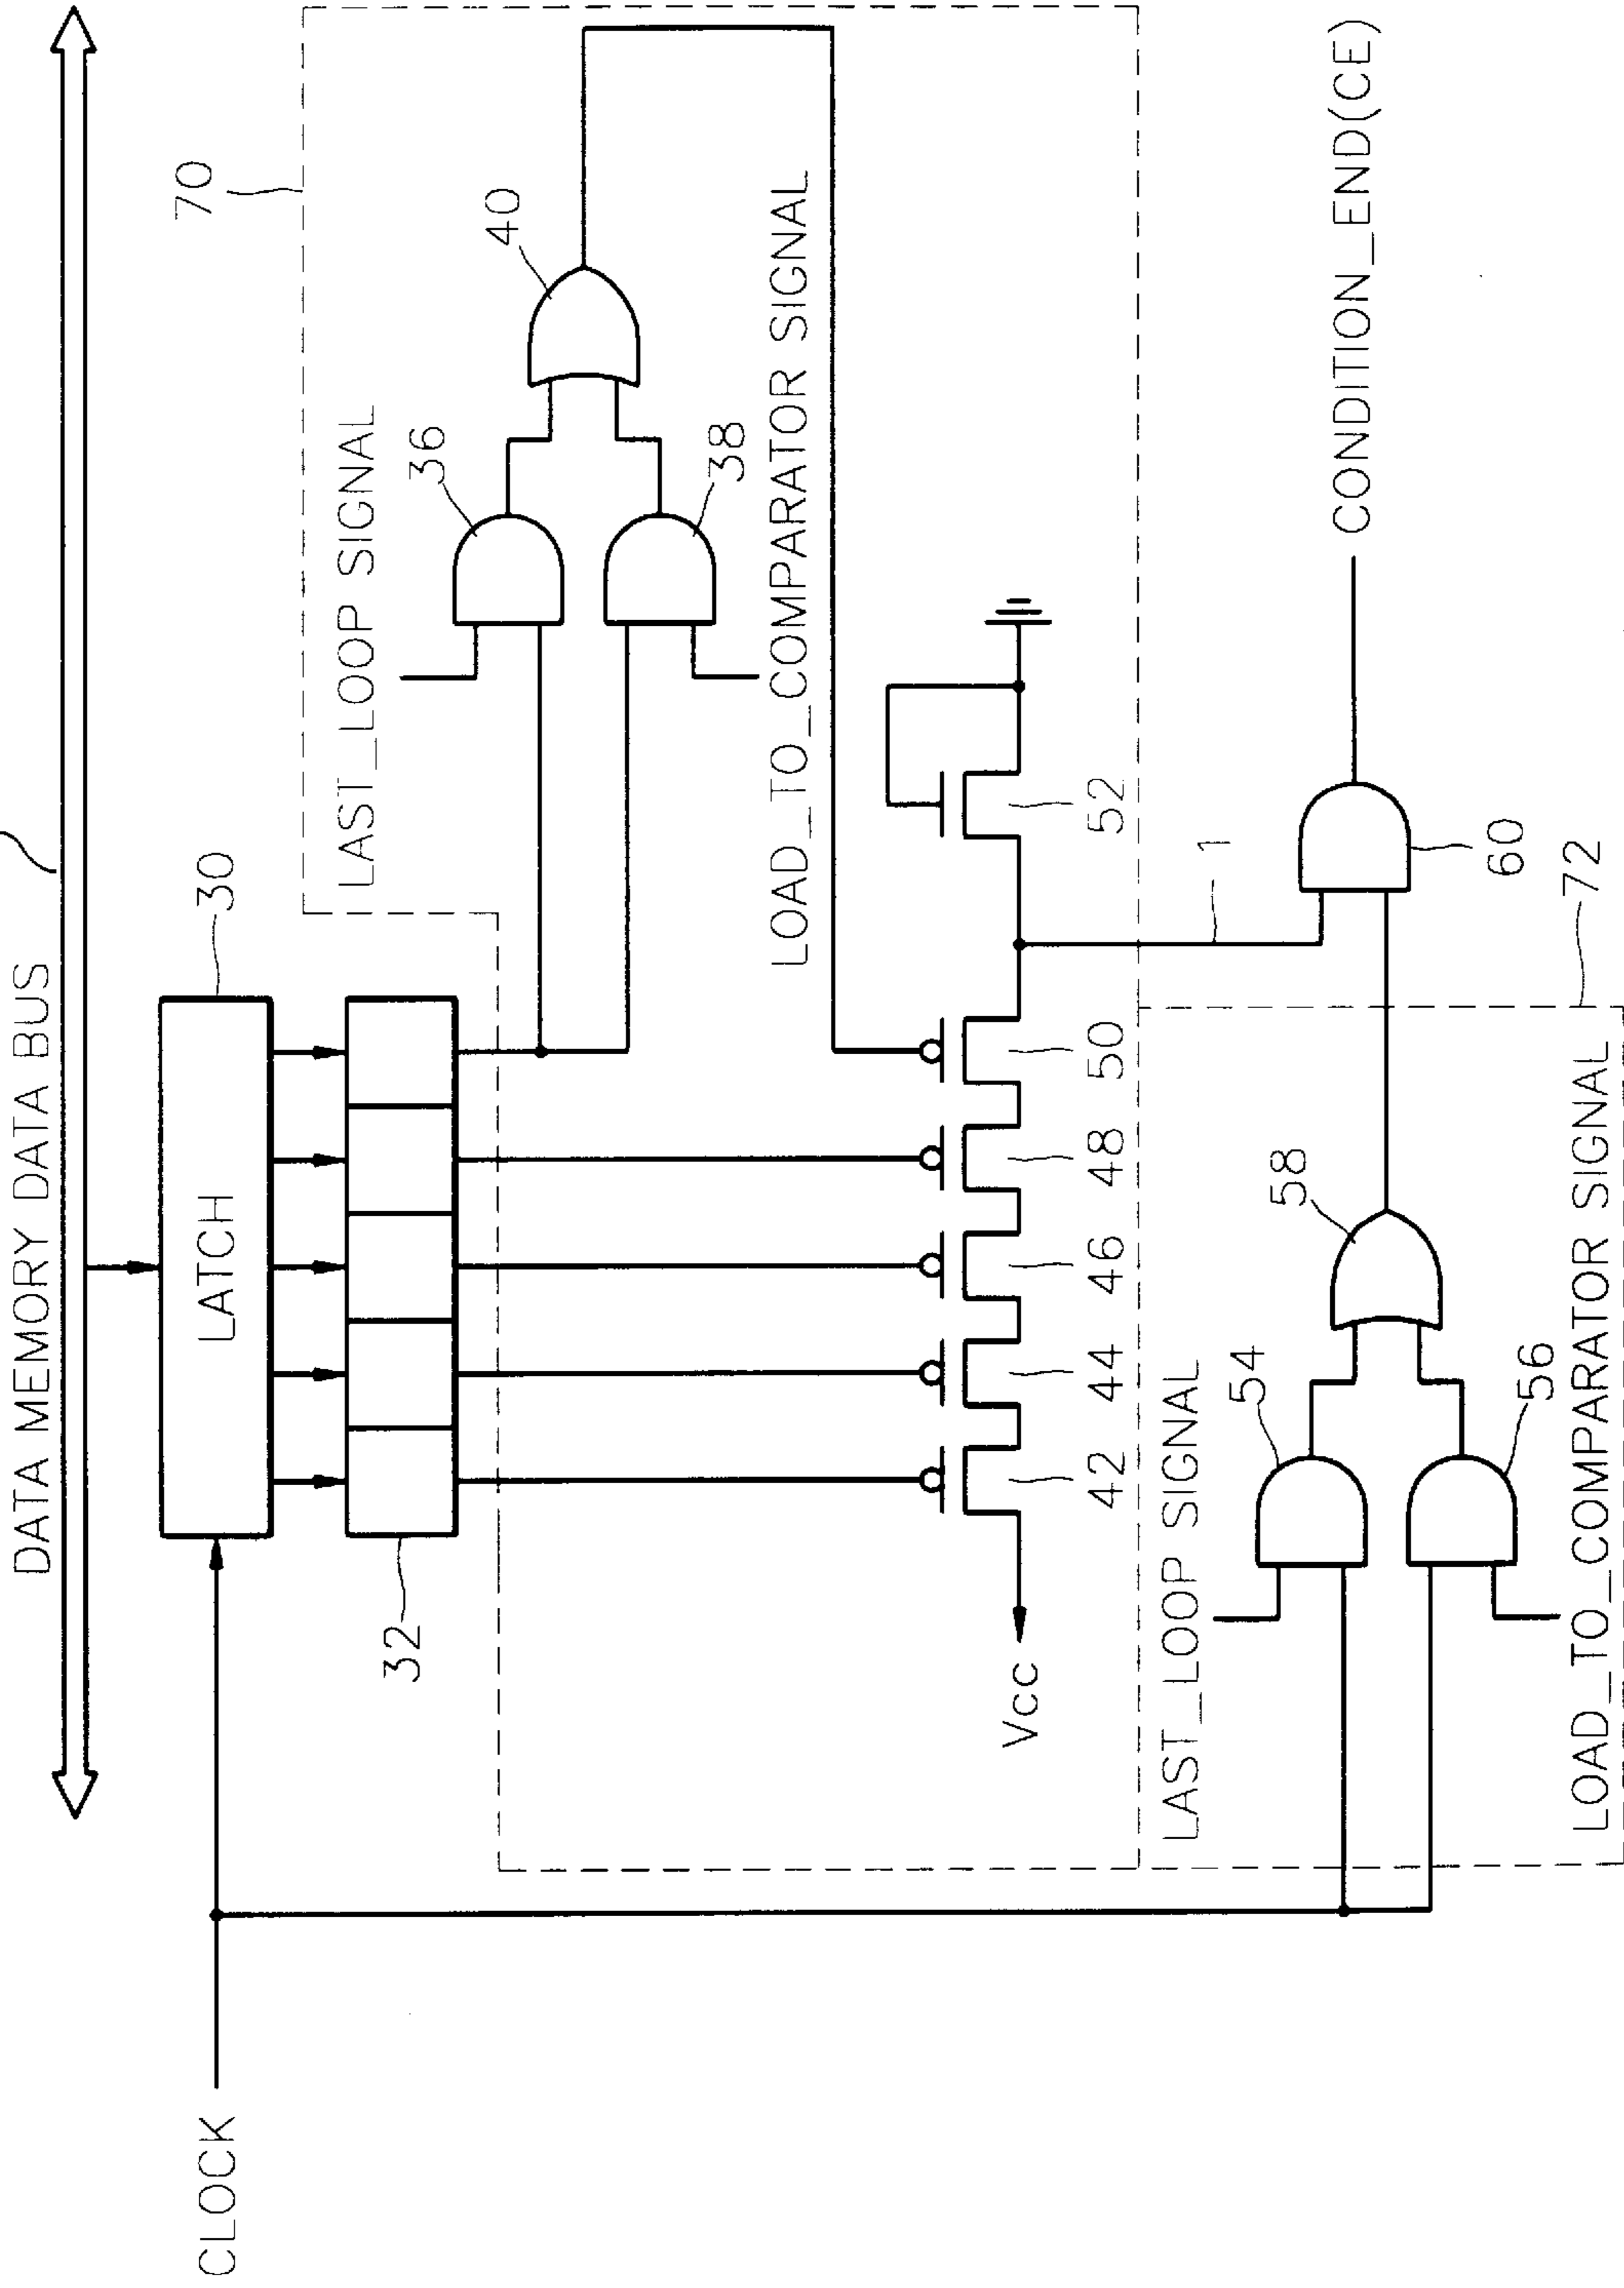 DATA MEMORY DATA BUS
CLOCK
LATCH
30
32
70
LAST_LOOP SIGNAL
36
38
40
LOAD_TO_COMPARATOR SIGNAL
Vcc
42
44
46
48
50
52
1
LAST_LOOP SIGNAL
54
56
58
LOAD_TO_COMPARATOR SIGNAL
60
72
CONDITION_END(CE)